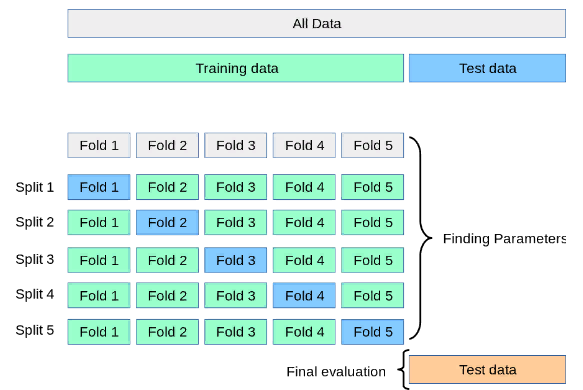 All Data
Training data Test data
Fold 1 Fold 2 Fold 3 Fold 4 Fold 5
Split 1 Fold 1 Fold 2 Fold 3 Fold 4 Fold 5
Split 2 Fold 1 Fold 2 Fold 3 Fold 4 Fold 5
Finding Parameters
Split 3 Fold 1 Fold 2 Fold 3 Fold 4 Fold 5
Split 4 Fold 1 Fold 2 Fold 3 Fold 4 Fold 5
Split 5 Fold 1 Fold 2 Fold 3 Fold 4 Fold 5
Final evaluation Test data